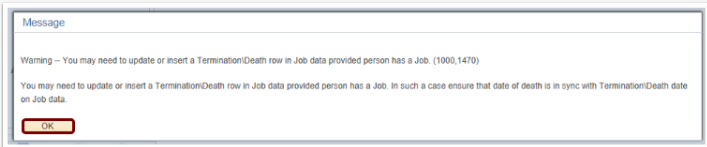 Message
Warning -- You may need to update or insert a Termination\Death row in Job data provided person has a Job. (1000,1470)
You may need to update or insert a Termination\Death row in Job data provided person has a Job. In such a case ensure that date of death is in sync with Termination\Death date
on Job data.
OK